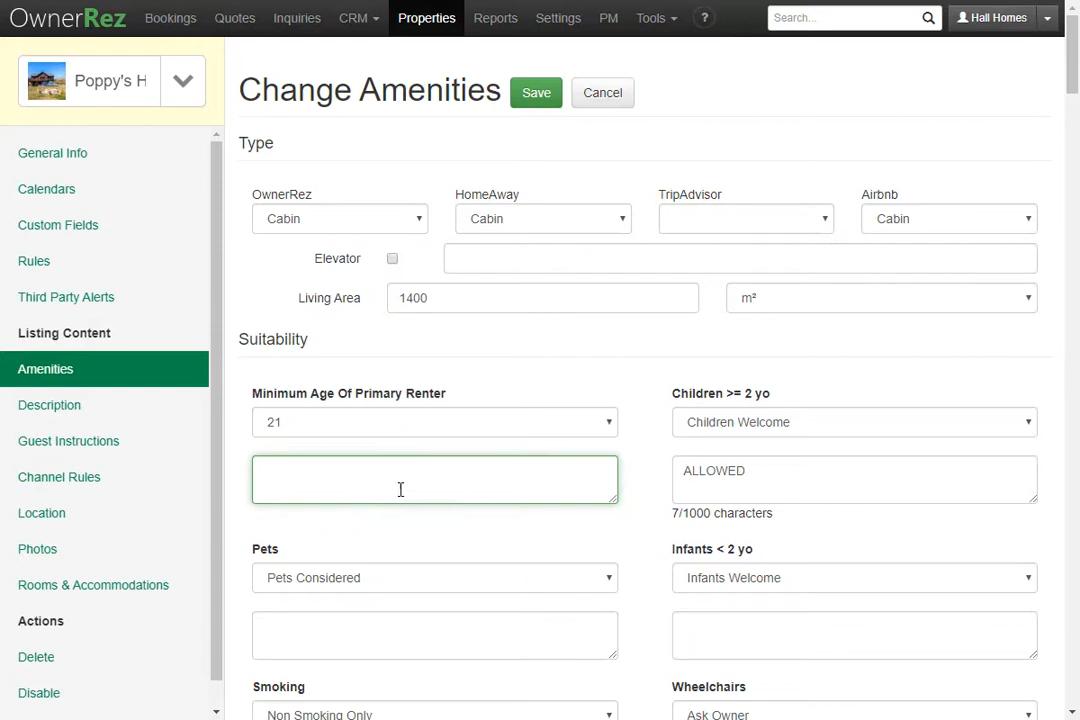 OwnerRez Bookings Quotes Inquiries CRM Properties Reports Settings PM Tools ? Search... Hall Homes
Poppy's H
Change Amenities Save Cancel
General Info
Calendars
Custom Fields
Rules
Third Party Alerts
Listing Content
Amenities
Description
Guest Instructions
Channel Rules
Location
Photos
Rooms & Accommodations
Actions
Delete
Disable
Type
OwnerRez HomeAway TripAdvisor Airbnb
Cabin Cabin Cabin
Elevator
Living Area 1400 m²
Suitability
Minimum Age Of Primary Renter Children >= 2 yo
21 Children Welcome
ALLOWED
7/1000 characters
Pets Infants < 2 yo
Pets Considered Infants Welcome
Smoking Wheelchairs
Non Smoking Only Ask Owner